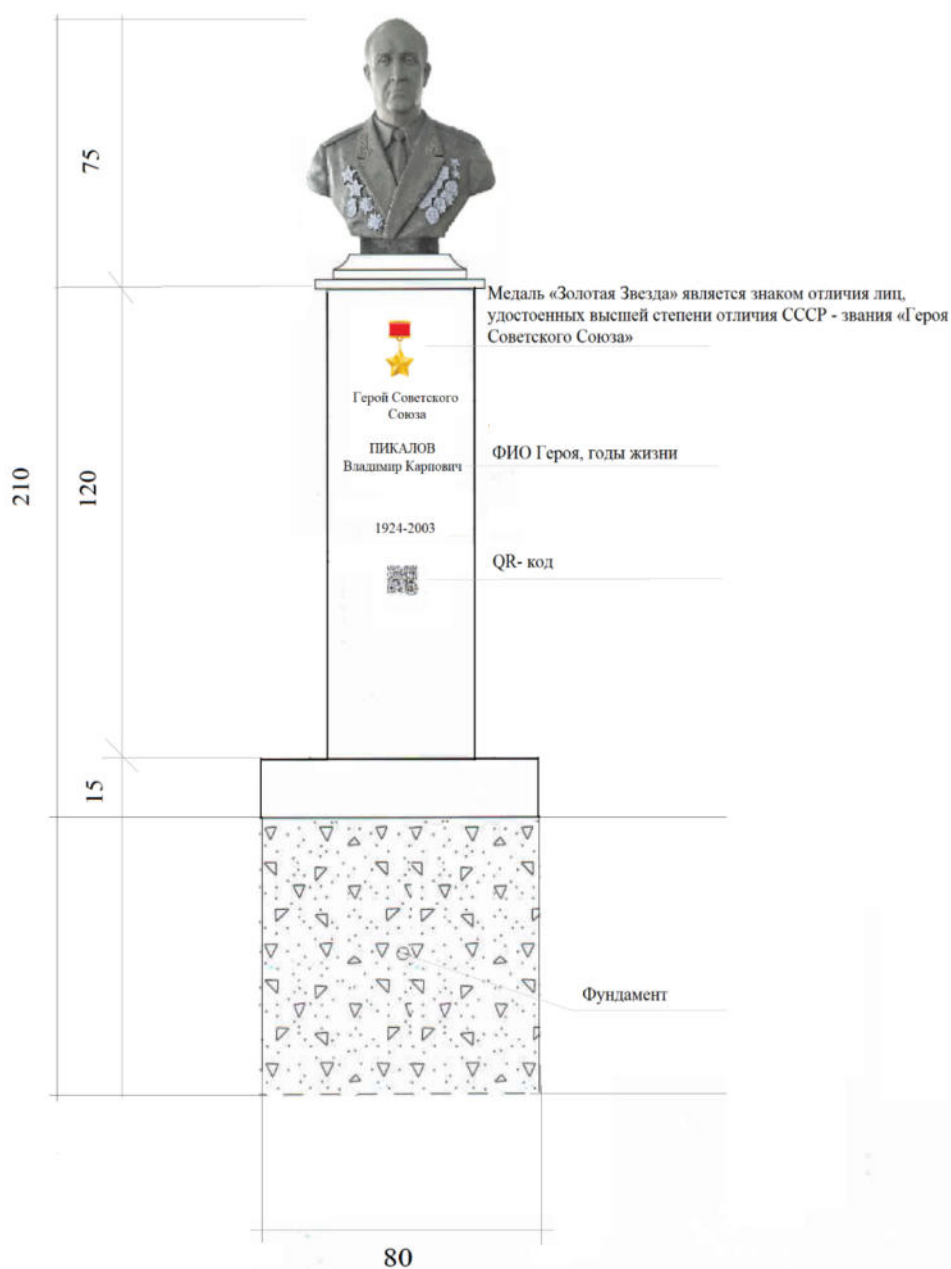 75
Медаль «Золотая Звезда» является знаком отличия лиц,
удостоенных высшей степени отличия СССР - звания «Героя
Советского Союза»
Герой Советского
Союза
ПИКАЛОВ
Владимир Карпович
ФИО Героя, годы жизни
210
120
1924-2003
QR- код
15
Фундамент
80